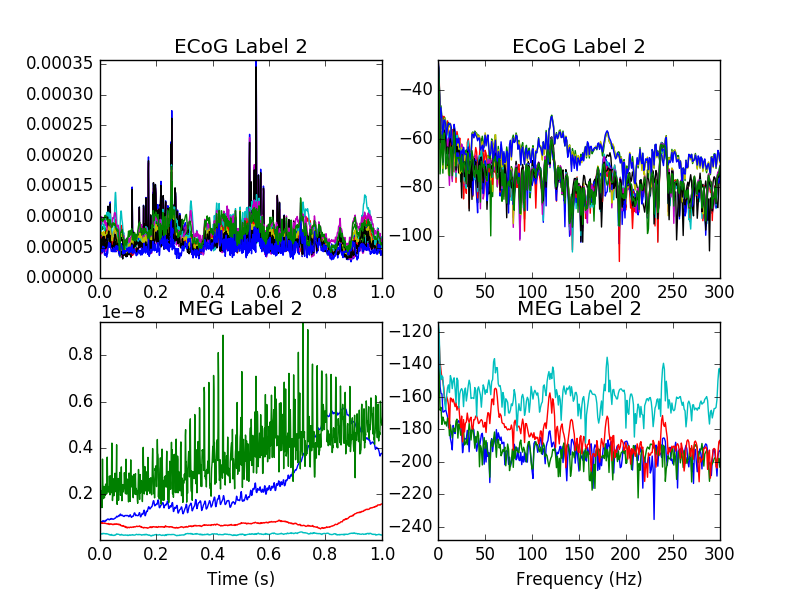 ECoG Label 2
0.00035
0.00030
0.00025
0.00020
0.00015
0.00010
0.00005
0.00000
0.0 0.2 0.4 0.6 0.8 1.0
ECoG Label 2
−40
−60
−80
−100
0 50 100 150 200 250 300
MEG Label 2
1e−8
0.8
0.6
0.4
0.2
0.0 0.2 0.4 0.6 0.8 1.0
Time (s)
MEG Label 2
−120
−140
−160
−180
−200
−220
−240
0 50 100 150 200 250 300
Frequency (Hz)